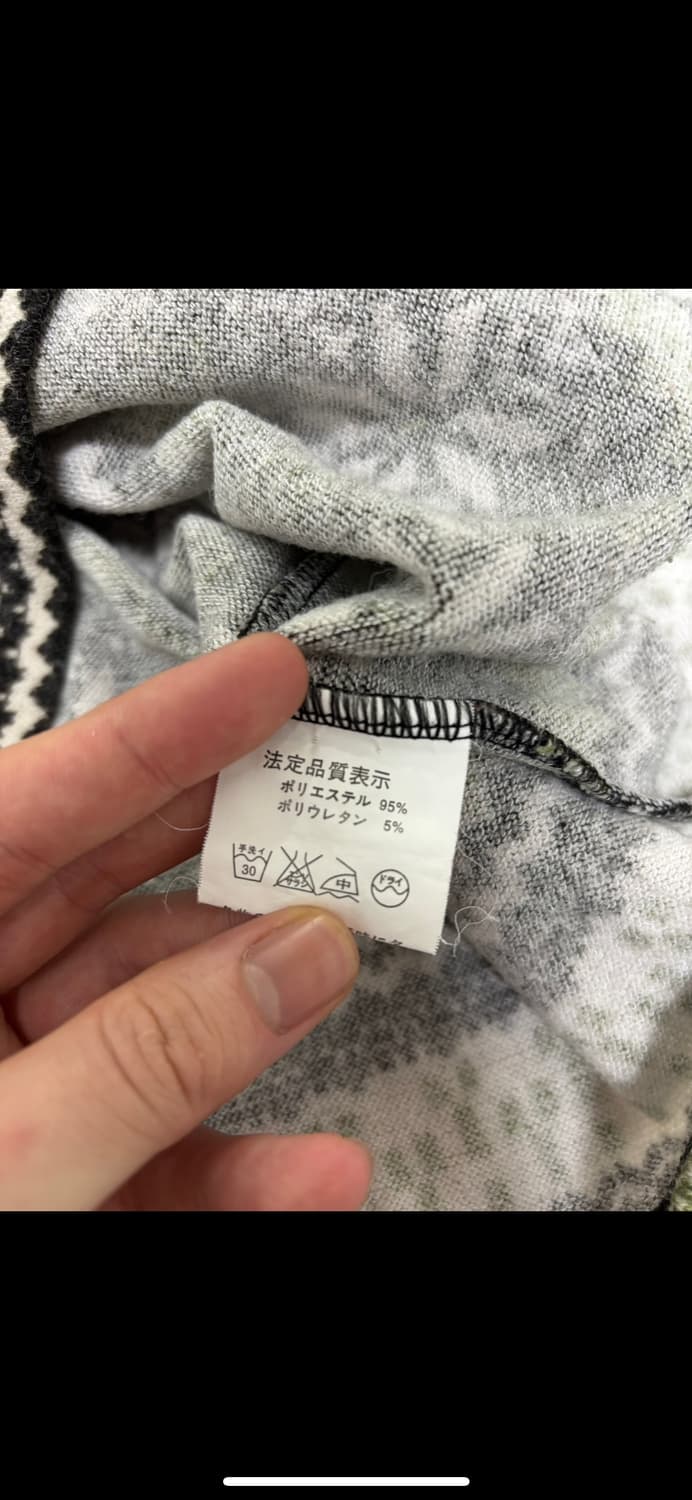 法定品質表示
ポリエステル 95%
ポリウレタン 5%
手洗イ 30 中 ドライ